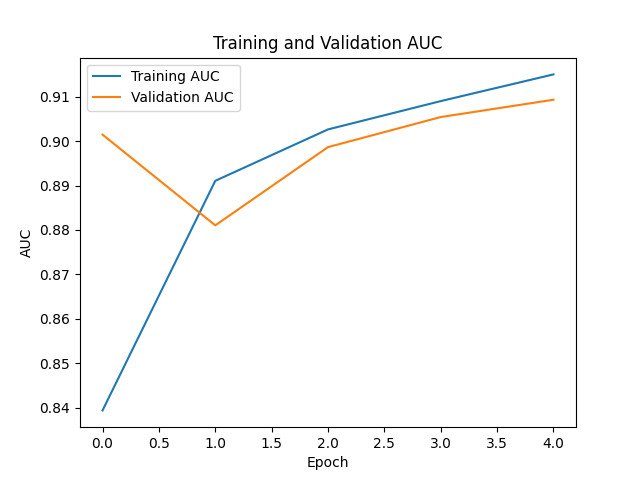 Training and Validation AUC
Training AUC
Validation AUC
AUC
0.91
0.90
0.89
0.88
0.87
0.86
0.85
0.84
0.0 0.5 1.0 1.5 2.0 2.5 3.0 3.5 4.0
Epoch